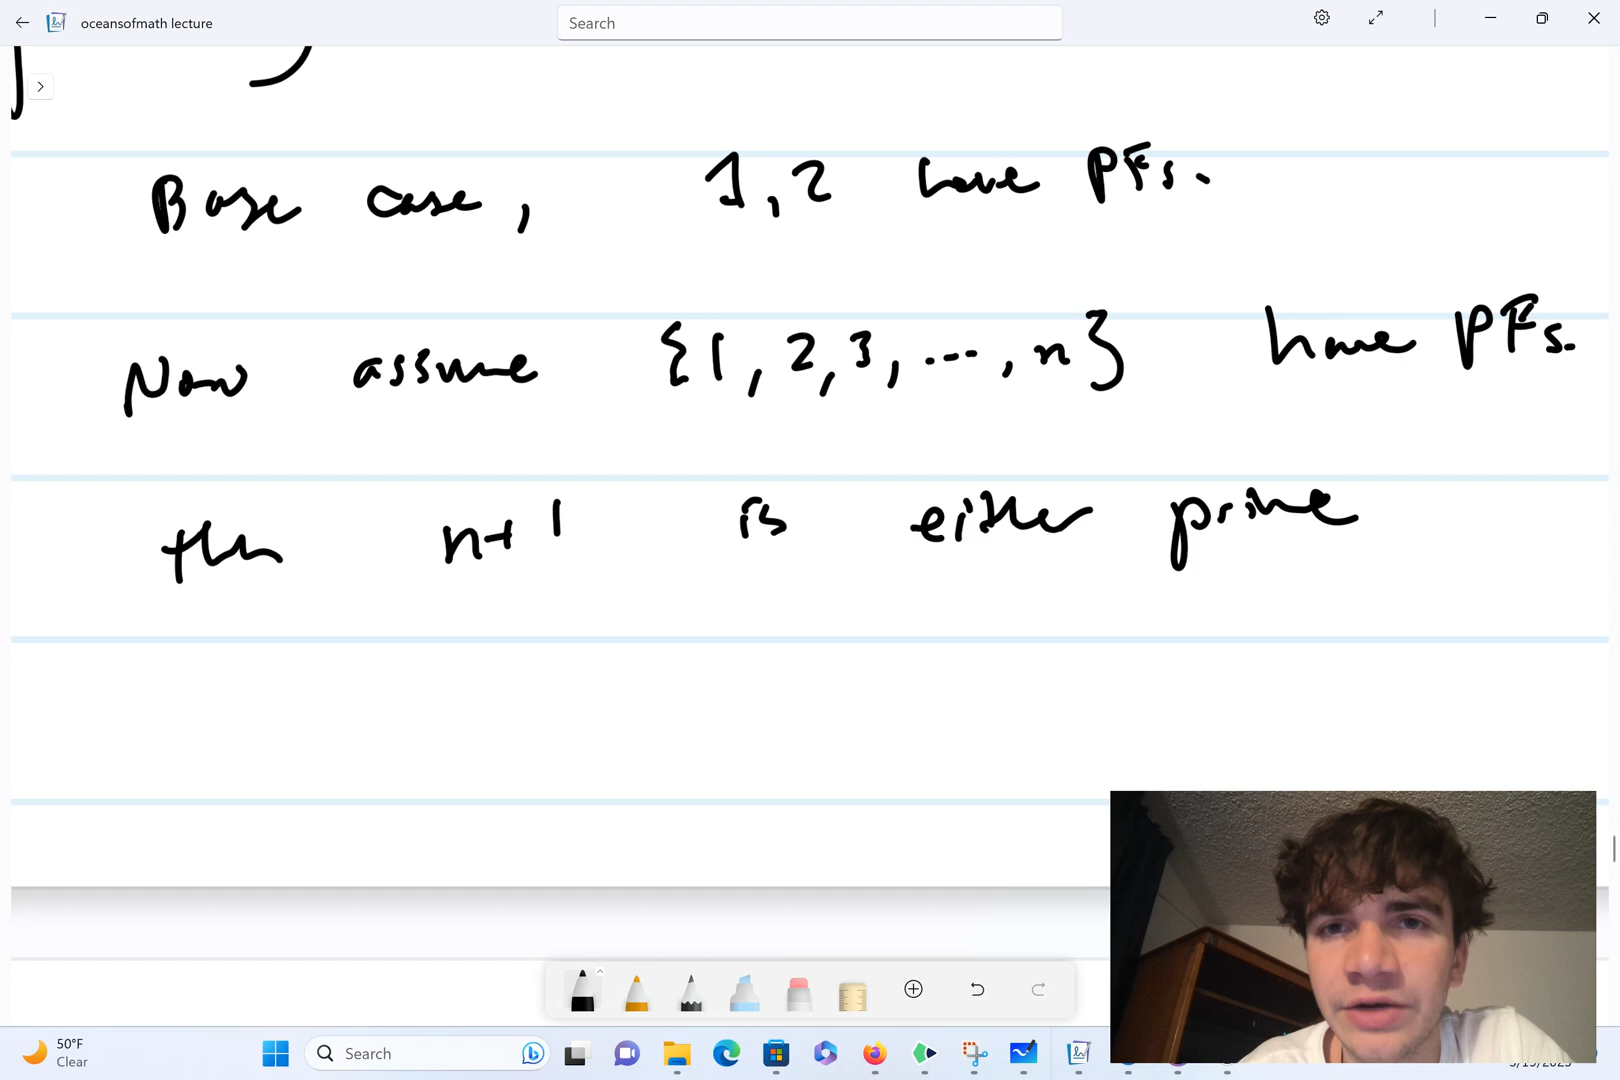 oceansofmath lecture
Search
Base case, 1, 2 have PFs.
Now assume {1, 2, 3, ..., n} have PFs.
then n+1 is either prime
50°F
Clear
Search